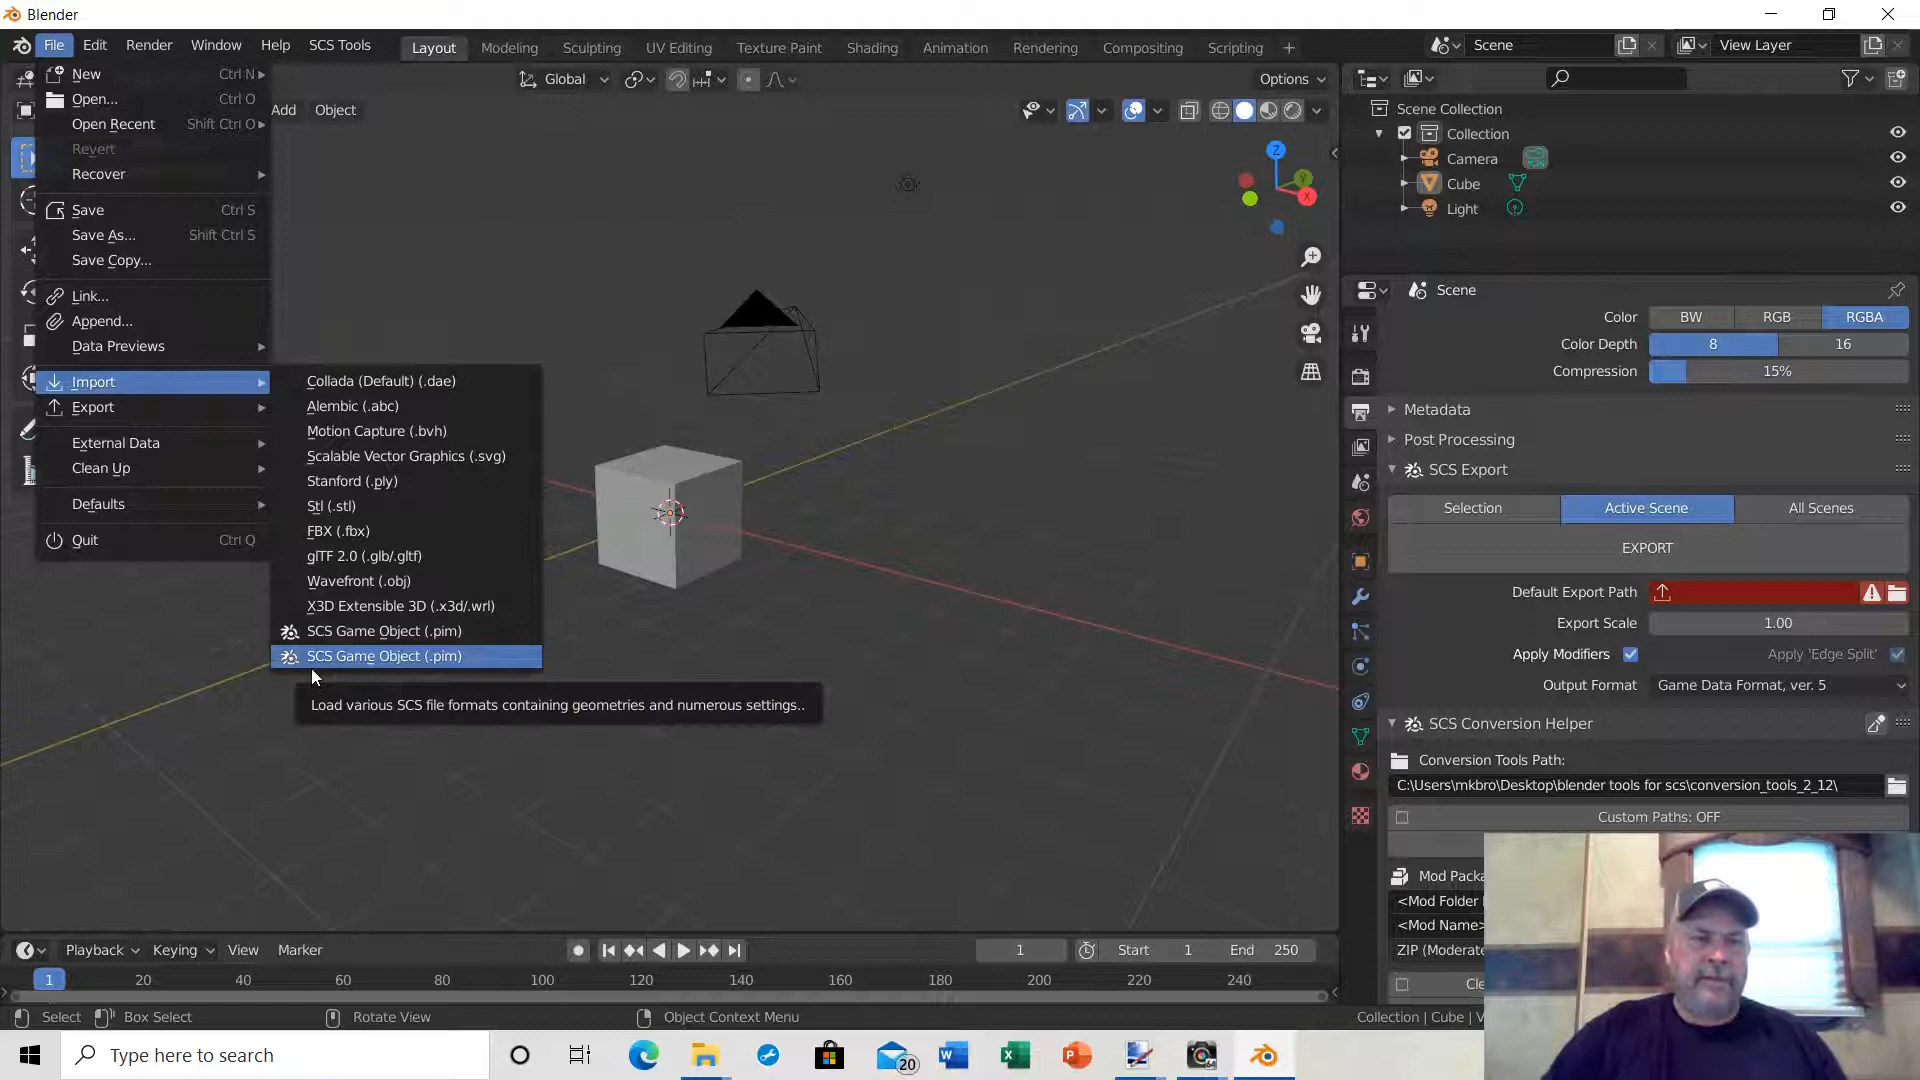 Blender
File Edit Render Window Help SCS Tools Layout Modeling Sculpting UV Editing Texture Paint Shading Animation Rendering Compositing Scripting + Scene View Layer
Global Options
Add Object
New Ctrl N
Open... Ctrl O
Open Recent Shift Ctrl O
Revert
Recover
Save Ctrl S
Save As... Shift Ctrl S
Save Copy...
Link...
Append...
Data Previews
Import
Export
External Data
Clean Up
Defaults
Quit Ctrl Q
Collada (Default) (.dae)
Alembic (.abc)
Motion Capture (.bvh)
Scalable Vector Graphics (.svg)
Stanford (.ply)
Stl (.stl)
FBX (.fbx)
glTF 2.0 (.glb/.gltf)
Wavefront (.obj)
X3D Extensible 3D (.x3d/.wrl)
SCS Game Object (.pim)
SCS Game Object (.pim)
Load various SCS file formats containing geometries and numerous settings..
Z
Y
X
Scene Collection
Collection
Camera
Cube
Light
Scene
Color BW RGB RGBA
Color Depth 8 16
Compression 15%
Metadata
Post Processing
SCS Export
Selection Active Scene All Scenes
EXPORT
Default Export Path
Export Scale 1.00
Apply Modifiers Apply 'Edge Split'
Output Format Game Data Format, ver. 5
SCS Conversion Helper
Conversion Tools Path:
C:\Users\mkbro\Desktop\blender tools for scs\conversion_tools_2_12\
Custom Paths: OFF
Mod Packa
<Mod Folder
<Mod Name>
ZIP (Moderate
Cle
Playback Keying View Marker 1 Start 1 End 250
1 20 40 60 80 100 120 140 160 180 200 220 240
Select Box Select Rotate View Object Context Menu Collection | Cube | V
Type here to search 20